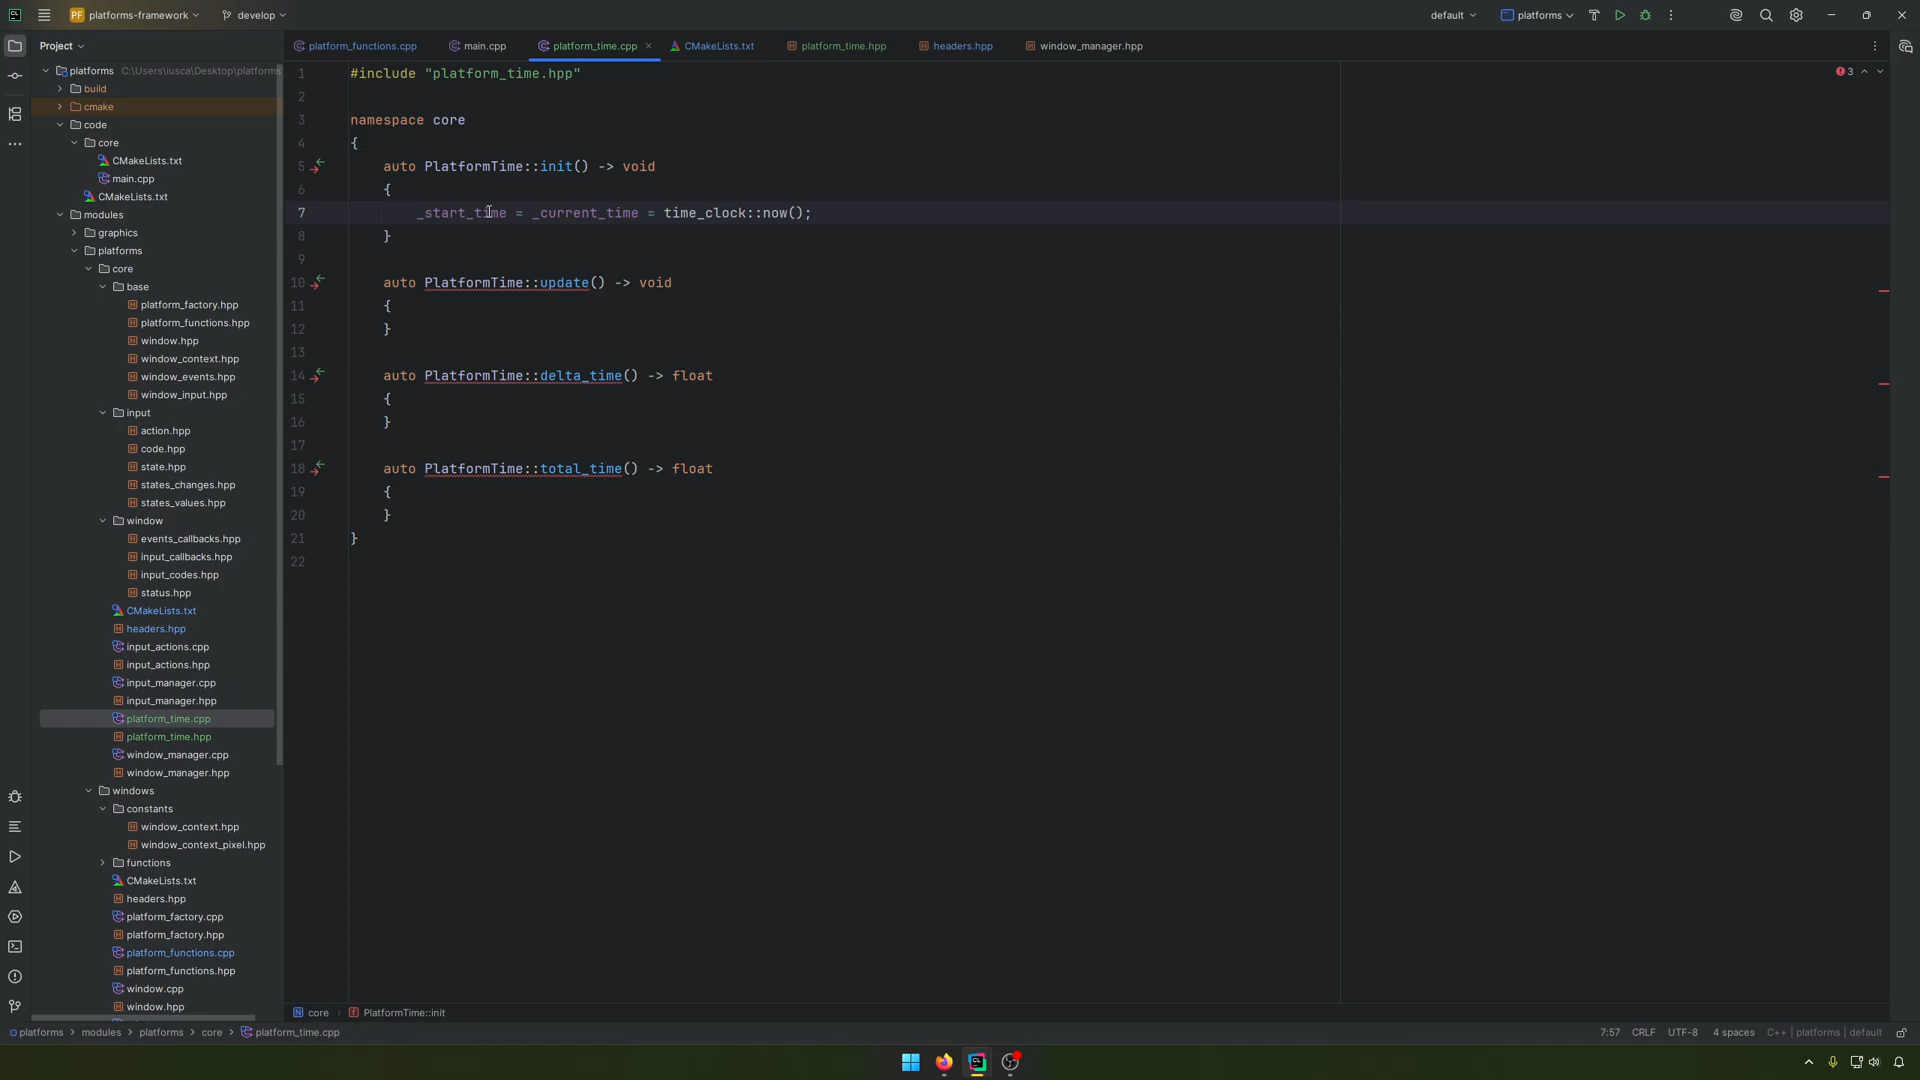 PF platforms-framework
develop
default
platforms
Project
platform_functions.cpp
main.cpp
platform_time.cpp
CMakeLists.txt
platform_time.hpp
headers.hpp
window_manager.hpp
platforms C:\Users\iusca\Desktop\platforms
build
cmake
code
core
CMakeLists.txt
main.cpp
CMakeLists.txt
modules
graphics
platforms
core
base
platform_factory.hpp
platform_functions.hpp
window.hpp
window_context.hpp
window_events.hpp
window_input.hpp
input
action.hpp
code.hpp
state.hpp
states_changes.hpp
states_values.hpp
window
events_callbacks.hpp
input_callbacks.hpp
input_codes.hpp
status.hpp
CMakeLists.txt
headers.hpp
input_actions.cpp
input_actions.hpp
input_manager.cpp
input_manager.hpp
platform_time.cpp
platform_time.hpp
window_manager.cpp
window_manager.hpp
windows
constants
window_context.hpp
window_context_pixel.hpp
functions
CMakeLists.txt
headers.hpp
platform_factory.cpp
platform_factory.hpp
platform_functions.cpp
platform_functions.hpp
window.cpp
window.hpp
3
1 #include "platform_time.hpp"
2
3 namespace core
4 {
5 auto PlatformTime::init() -> void
6 {
7 _start_time = _current_time = time_clock::now();
8 }
9
10 auto PlatformTime::update() -> void
11 {
12 }
13
14 auto PlatformTime::delta_time() -> float
15 {
16 }
17
18 auto PlatformTime::total_time() -> float
19 {
20 }
21 }
22
core PlatformTime::init
platforms > modules > platforms > core > platform_time.cpp
7:57 CRLF UTF-8 4 spaces C++ | platforms | default